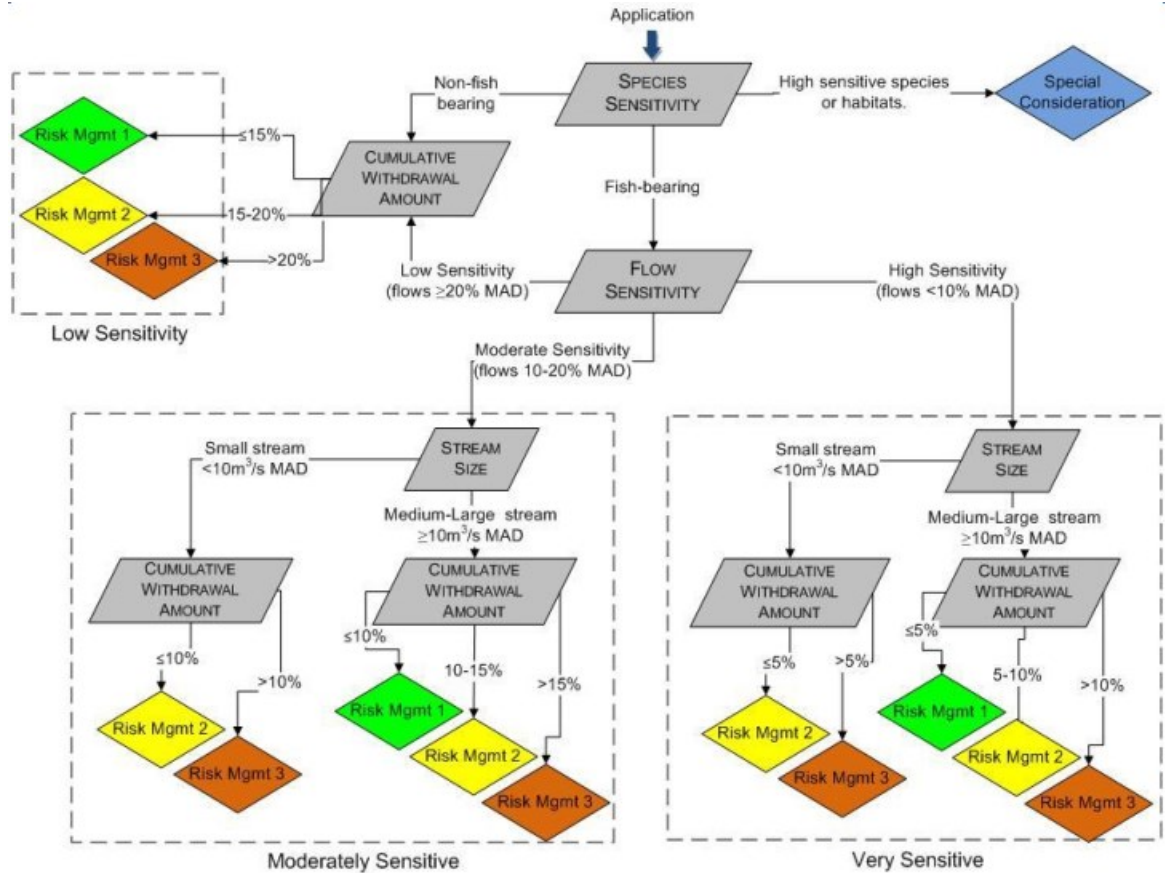 Application
SPECIES
SENSITIVITY
Non-fish
bearing
High sensitive species
or habitats.
Special
Consideration
Risk Mgmt 1
≤15%
CUMULATIVE
WITHDRAWAL
AMOUNT
Risk Mgmt 2
15-20%
Risk Mgmt 3
>20%
Low Sensitivity
Fish-bearing
FLOW
SENSITIVITY
Low Sensitivity
(flows ≥20% MAD)
High Sensitivity
(flows <10% MAD)
Moderate Sensitivity
(flows 10-20% MAD)
STREAM
SIZE
Small stream
<10m³/s MAD
Medium-Large stream
≥10m³/s MAD
CUMULATIVE
WITHDRAWAL
AMOUNT
≤10%
>10%
Risk Mgmt 2
Risk Mgmt 3
CUMULATIVE
WITHDRAWAL
AMOUNT
≤10%
10-15%
>15%
Risk Mgmt 1
Risk Mgmt 2
Risk Mgmt 3
Moderately Sensitive
STREAM
SIZE
Small stream
<10m³/s MAD
Medium-Large stream
≥10m³/s MAD
CUMULATIVE
WITHDRAWAL
AMOUNT
≤5%
>5%
Risk Mgmt 2
Risk Mgmt 3
CUMULATIVE
WITHDRAWAL
AMOUNT
≤5%
5-10%
>10%
Risk Mgmt 1
Risk Mgmt 2
Risk Mgmt 3
Very Sensitive